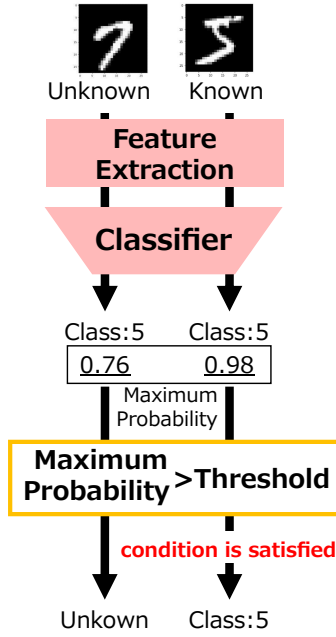 Unknown Known
Feature
Extraction
Classifier
Class:5 Class:5
0.76 0.98
Maximum
Probability
Maximum
Probability >Threshold
condition is satisfied
Unkown Class:5